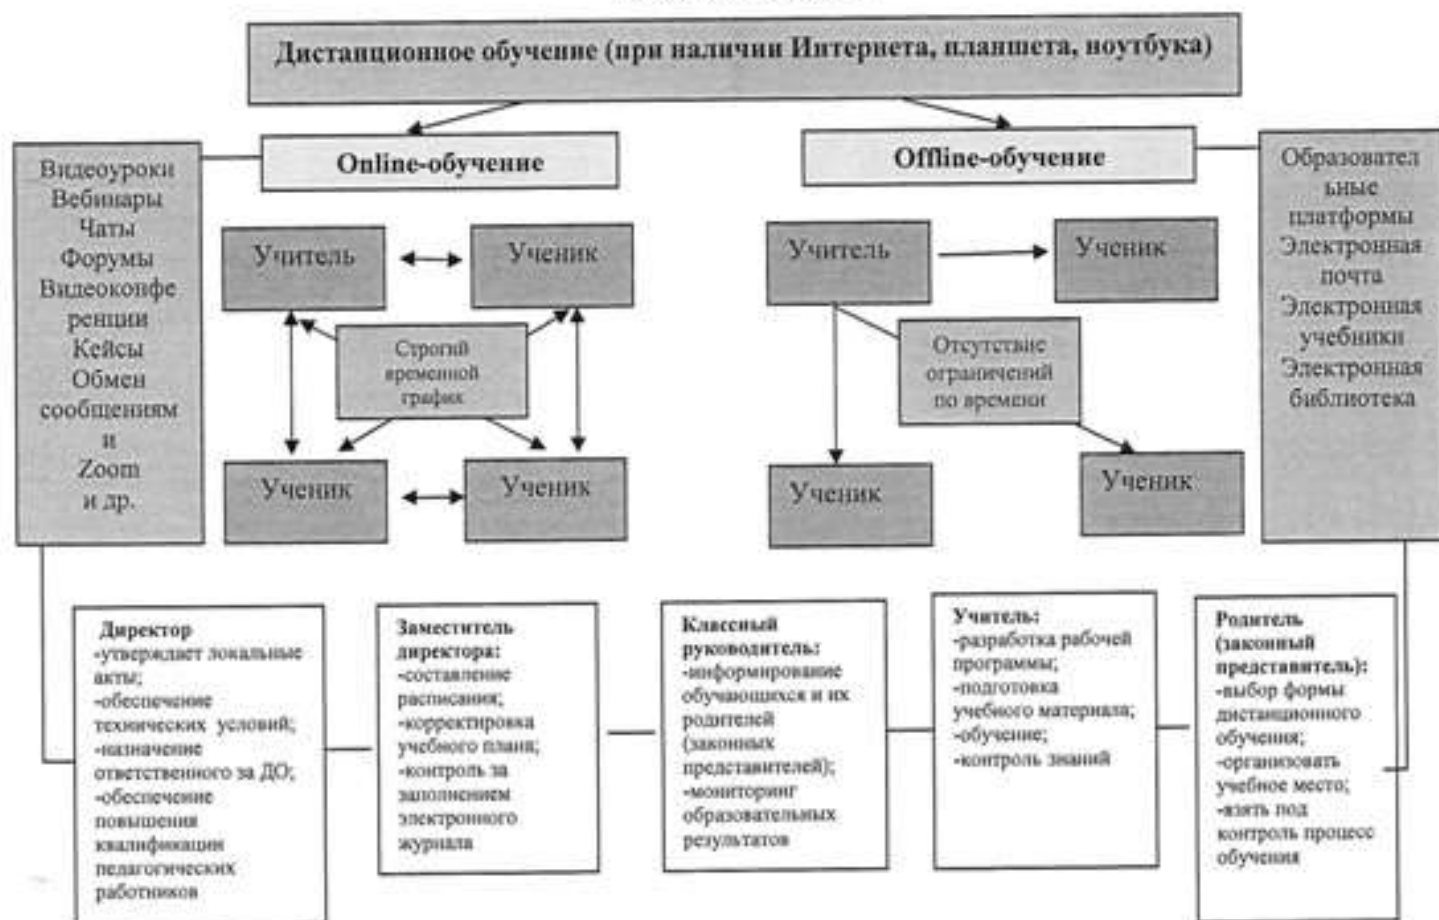 Дистанционное обучение (при наличии Интернета, планшета, ноутбука)
Online-обучение
Offline-обучение
Видеоуроки
Вебинары
Чаты
Форумы
Видеоконфе
ренции
Кейсы
Обмен
сообщениям
и
Zoom
и др.
Учитель
Ученик
Строгий
временной
график
Ученик
Ученик
Учитель
Ученик
Отсутствие
ограничений
по времени
Ученик
Ученик
Образовател
ьные
платформы
Электронная
почта
Электронная
учебники
Электронная
библиотека
Директор
-утверждает локальные
акты;
-обеспечение
технических условий;
-назначение
ответственного за ДО;
-обеспечение
повышения
квалификации
педагогических
работников
Заместитель
директора:
-составление
расписания;
-корректировка
учебного плана;
-контроль за
заполнением
электронного
журнала
Классный
руководитель:
-информирование
обучающихся и их
родителей
(законных
представителей);
-мониторинг
образовательных
результатов
Учитель:
-разработка рабочей
программы;
-подготовка
учебного материала;
-обучение;
-контроль знаний
Родитель
(законный
представитель):
-выбор формы
дистанционного
обучения;
-организовать
учебное место;
-взять под
контроль процесс
обучения